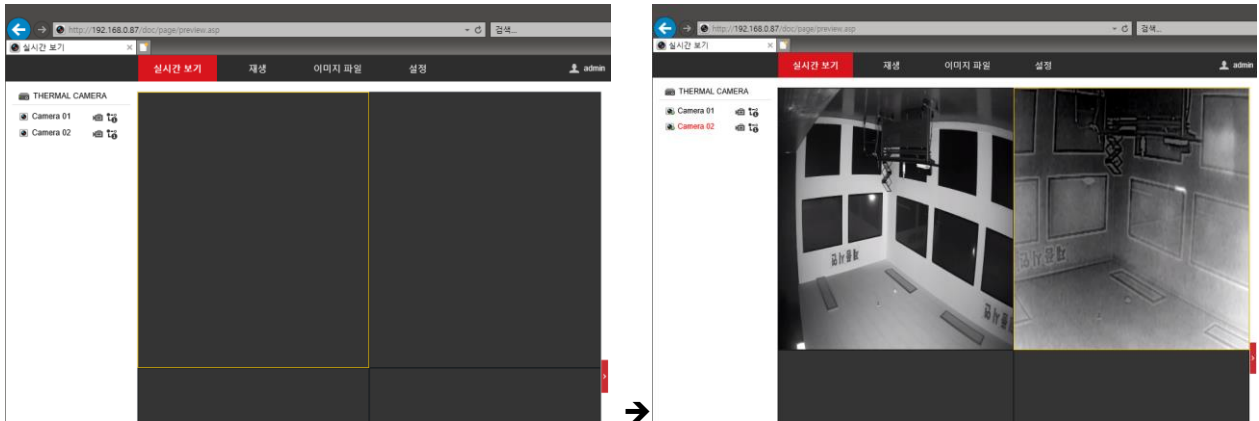 http://192.168.0.87/doc/page/preview.asp
검색...
실시간 보기
실시간 보기
재생
이미지 파일
설정
admin
THERMAL CAMERA
Camera 01
Camera 02
➔
http://192.168.0.87/doc/page/preview.asp
검색...
실시간 보기
실시간 보기
재생
이미지 파일
설정
admin
THERMAL CAMERA
Camera 01
Camera 02